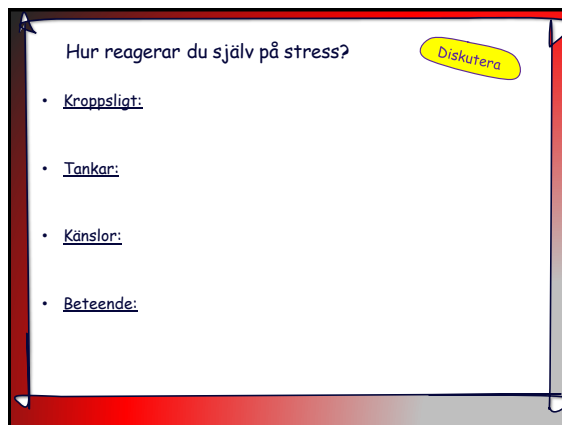 Hur reagerar du själv på stress?
Diskutera
• Kroppsligt:
• Tankar:
• Känslor:
• Beteende: